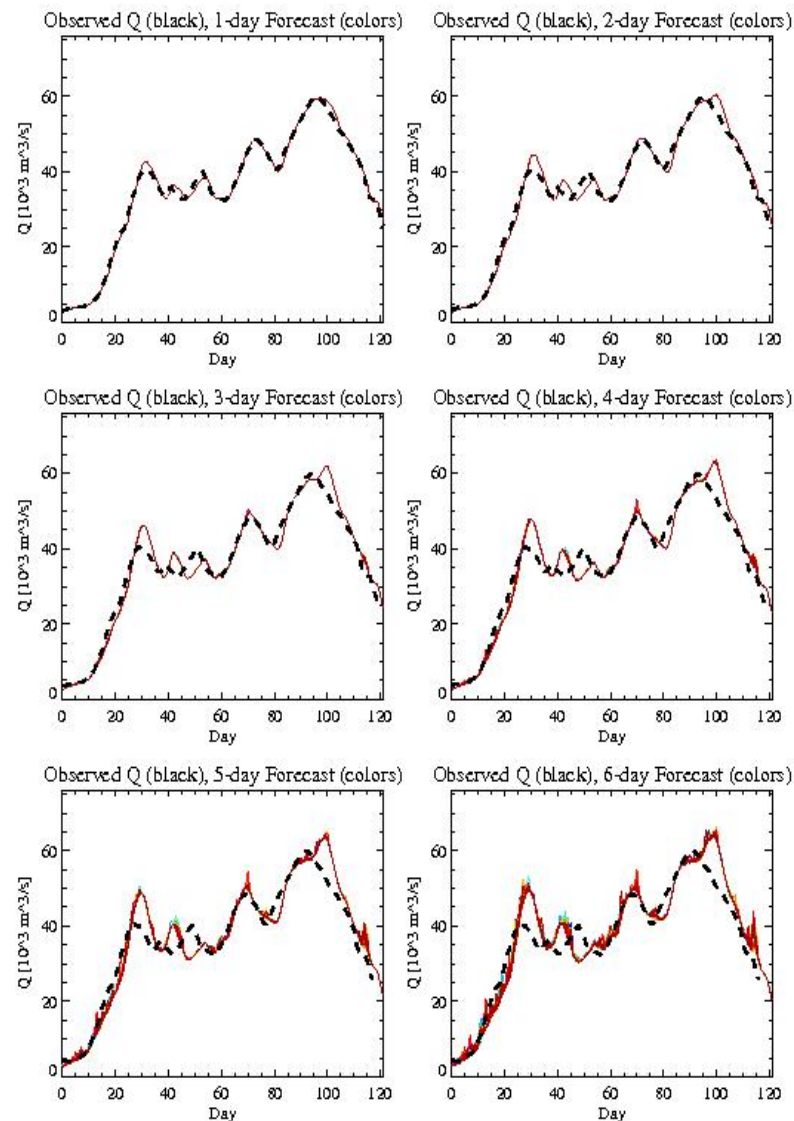 Observed Q (black), 1-day Forecast (colors)
Q [10^3 m^3/s]
60
40
20
0
0 20 40 60 80 100 120
Day
Observed Q (black), 2-day Forecast (colors)
Q [10^3 m^3/s]
60
40
20
0
0 20 40 60 80 100 120
Day
Observed Q (black), 3-day Forecast (colors)
Q [10^3 m^3/s]
60
40
20
0
0 20 40 60 80 100 120
Day
Observed Q (black), 4-day Forecast (colors)
Q [10^3 m^3/s]
60
40
20
0
0 20 40 60 80 100 120
Day
Observed Q (black), 5-day Forecast (colors)
Q [10^3 m^3/s]
60
40
20
0
0 20 40 60 80 100 120
Day
Observed Q (black), 6-day Forecast (colors)
Q [10^3 m^3/s]
60
40
20
0
0 20 40 60 80 100 120
Day